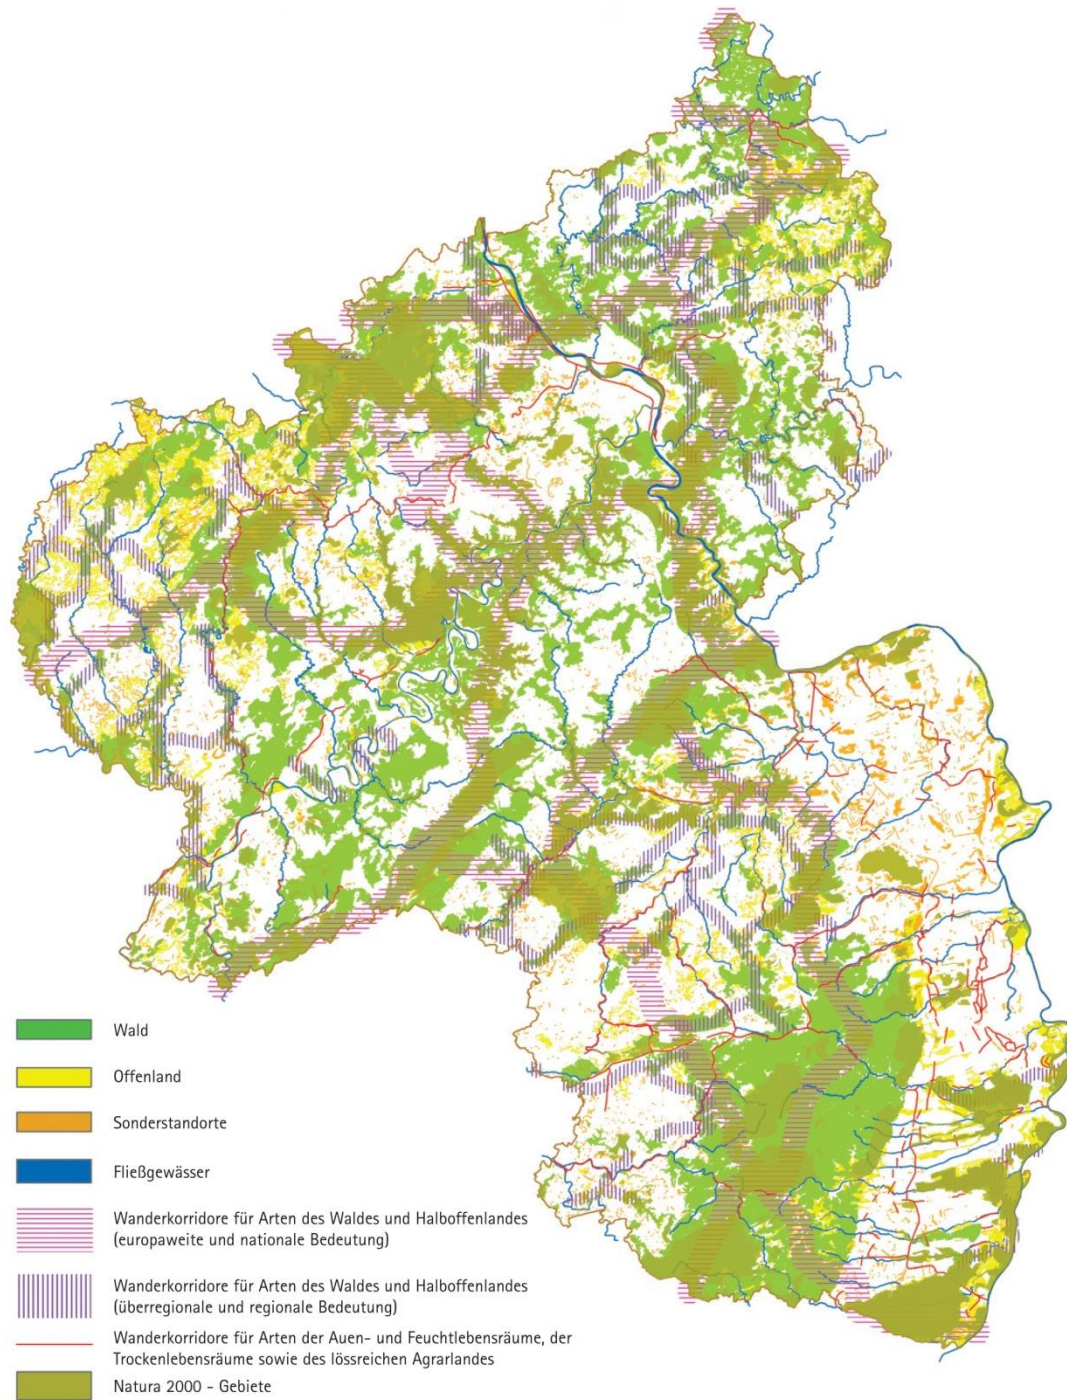 Wald
Offenland
Sonderstandorte
Fließgewässer
Wanderkorridore für Arten des Waldes und Halboffenlandes
(europaweite und nationale Bedeutung)
Wanderkorridore für Arten des Waldes und Halboffenlandes
(überregionale und regionale Bedeutung)
Wanderkorridore für Arten der Auen- und Feuchtlebensräume, der
Trockenlebensräume sowie des lössreichen Agrarlandes
Natura 2000 - Gebiete